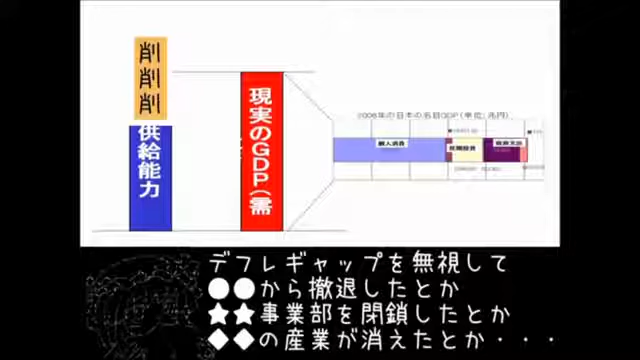 削削削
供給能力
現実のGDP(需
2006年の日本の名目GDP(単位:兆円)
個人消費
民間投資
政府支出
デフレギャップを無視して
●●から撤退したとか
★★事業部を閉鎖したとか
◆◆の産業が消えたとか・・・